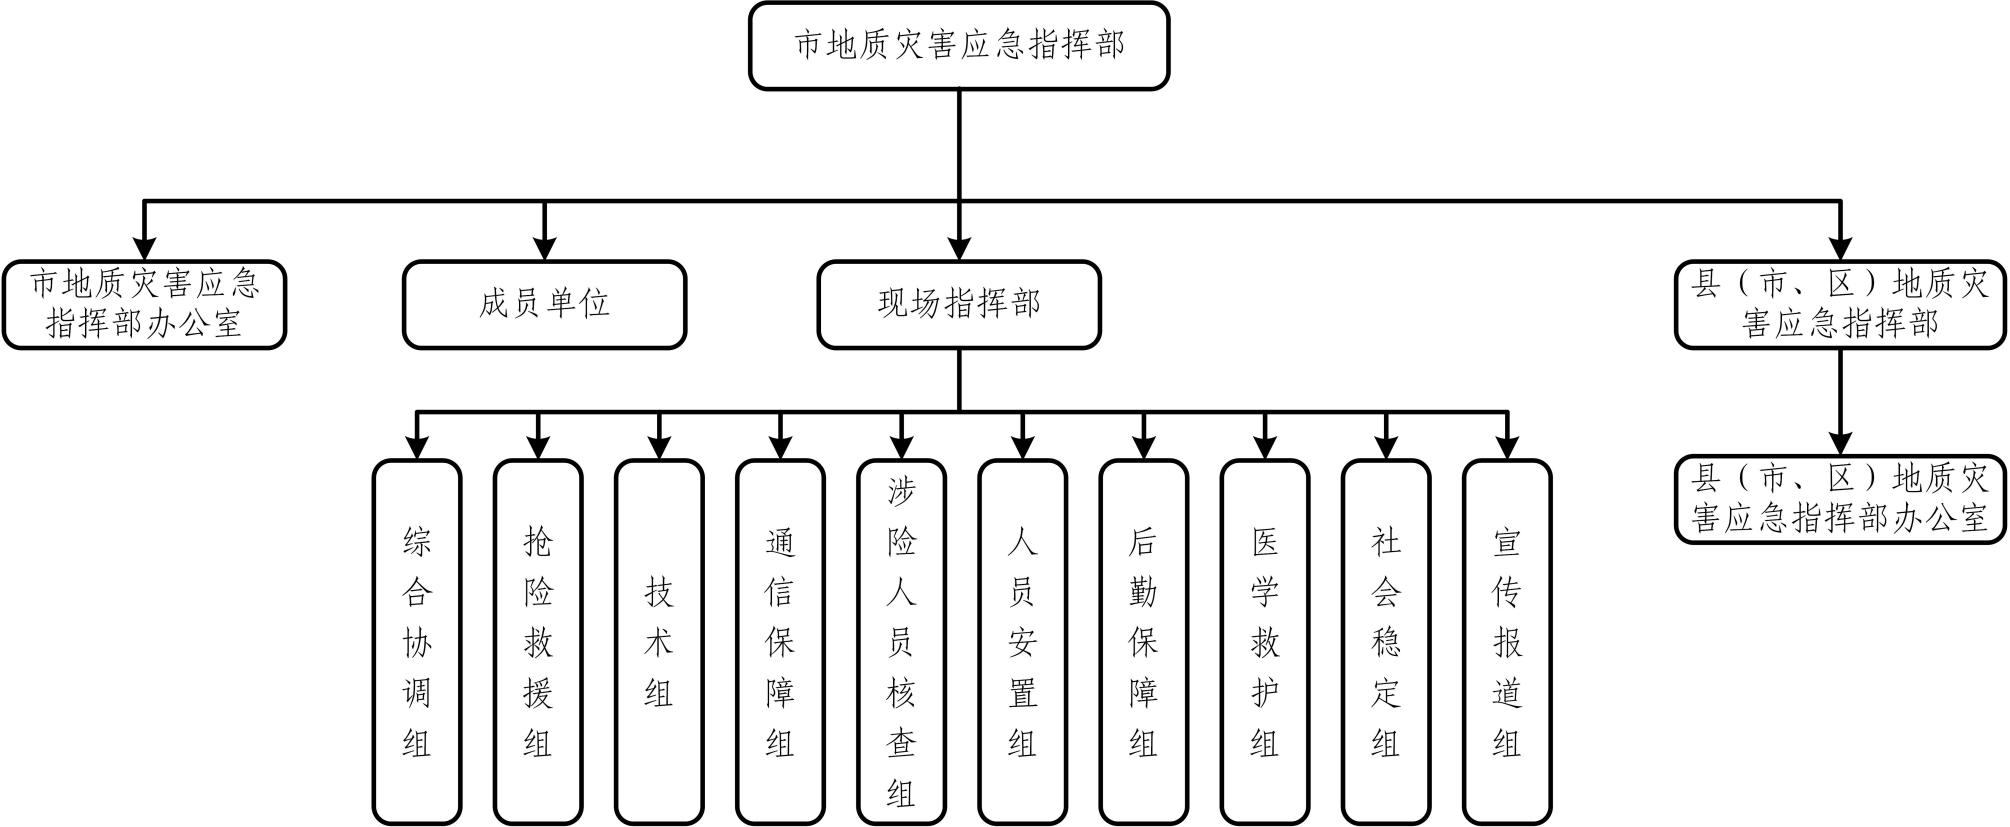 市地质灾害应急指挥部
市地质灾害应急
指挥部办公室
成员单位
现场指挥部
县（市、区）地质灾
害应急指挥部
综合协调组
抢险救援组
技术组
通信保障组
涉险人员核查组
人员安置组
后勤保障组
医学救护组
社会稳定组
宣传报道组
县（市、区）地质灾
害应急指挥部办公室